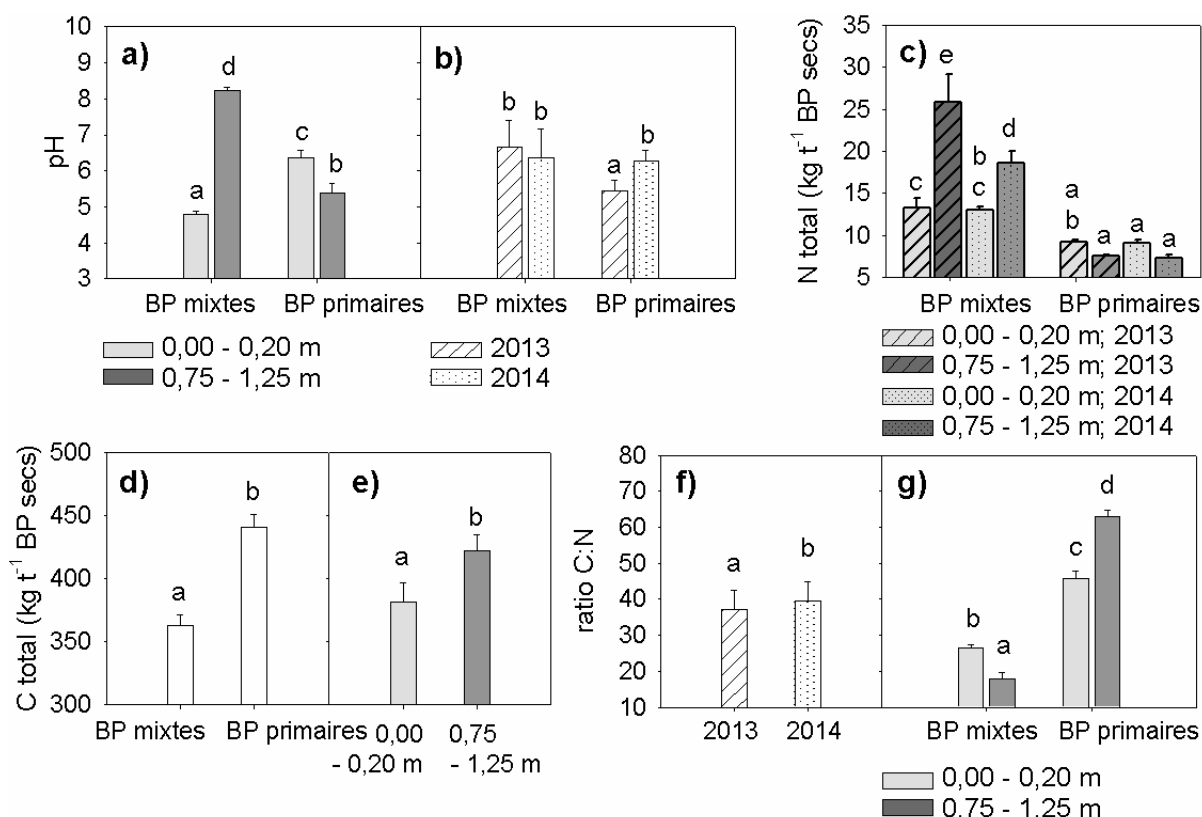 a)
pH
10
9
8
7
6
5
4
3
a
d
c
b
BP mixtes
BP primaires
b)
b
b
a
b
BP mixtes
BP primaires
0,00 - 0,20 m
0,75 - 1,25 m
2013
2014
c)
N total (kg t⁻¹ BP secs)
35
30
25
20
15
10
5
c
e
b
c
d
a
b
a
a
a
BP mixtes
BP primaires
0,00 - 0,20 m; 2013
0,75 - 1,25 m; 2013
0,00 - 0,20 m; 2014
0,75 - 1,25 m; 2014
d)
C total (kg t⁻¹ BP secs)
500
450
400
350
300
a
b
BP mixtes
BP primaires
e)
a
b
0,00
- 0,20 m
0,75
- 1,25 m
f)
ratio C:N
80
70
60
50
40
30
20
10
a
b
2013
2014
g)
b
a
c
d
BP mixtes
BP primaires
0,00 - 0,20 m
0,75 - 1,25 m